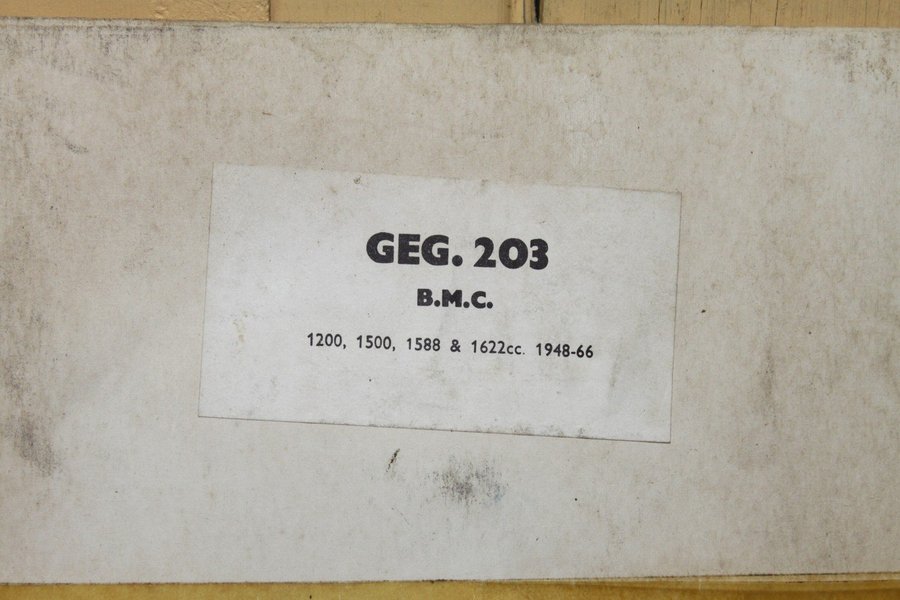 GEG. 203
B.M.C.
1200, 1500, 1588 & 1622cc. 1948-66